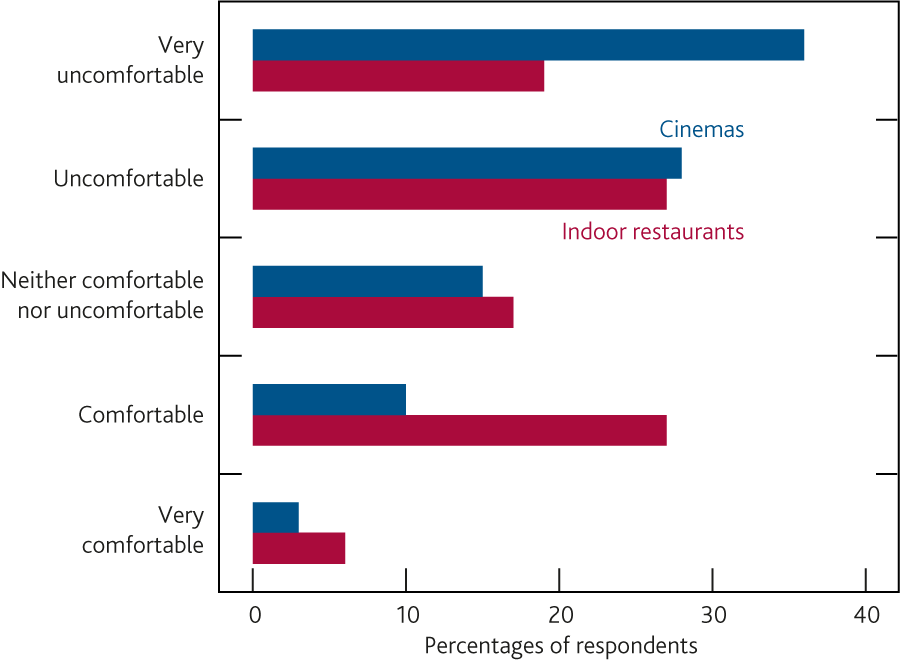 Very
uncomfortable
Cinemas
Uncomfortable
Indoor restaurants
Neither comfortable
nor uncomfortable
Comfortable
Very
comfortable
0 10 20 30 40
Percentages of respondents